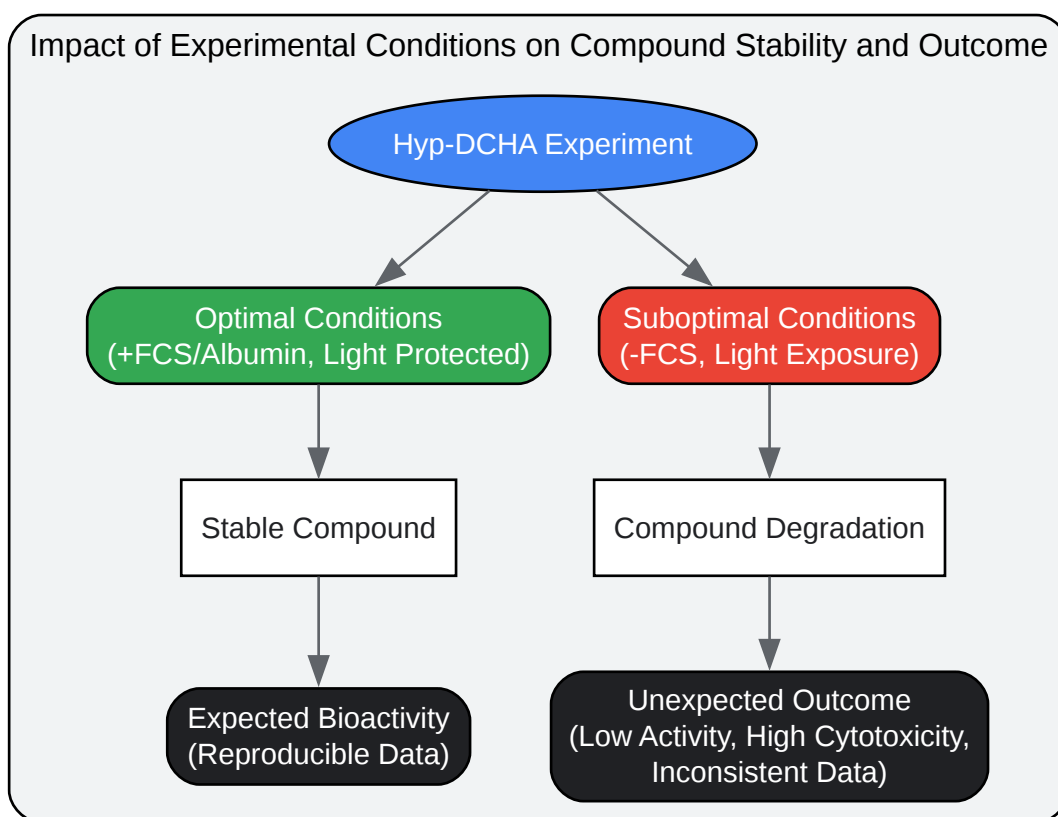 Impact of Experimental Conditions on Compound Stability and Outcome
Hyp-DCHA Experiment
Optimal Conditions
(+FCS/Albumin, Light Protected)
Suboptimal Conditions
(-FCS, Light Exposure)
Stable Compound
Compound Degradation
Expected Bioactivity
(Reproducible Data)
Unexpected Outcome
(Low Activity, High Cytotoxicity,
Inconsistent Data)